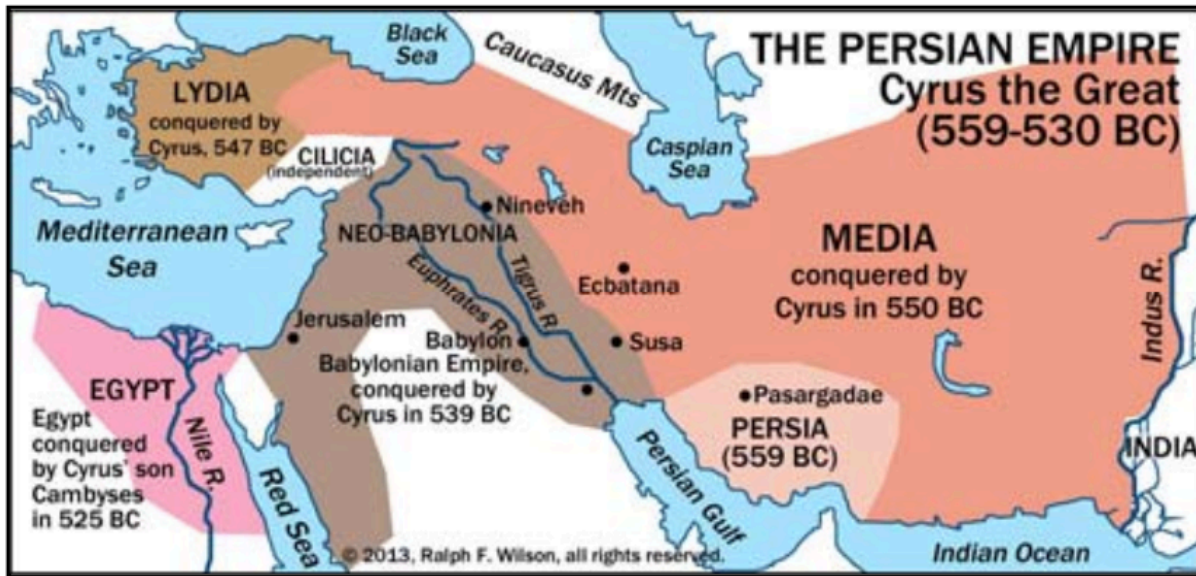 THE PERSIAN EMPIRE
Cyrus the Great
(559-530 BC)
Black
Sea
Caucasus Mts
LYDIA
conquered by
Cyrus, 547 BC
CILICIA
(independent)
Caspian
Sea
Mediterranean
Sea
Nineveh
NEO-BABYLONIA
Tigrus R.
Euphrates R.
Ecbatana
MEDIA
conquered by
Cyrus in 550 BC
Indus R.
Jerusalem
Babylon
Susa
Babylonian Empire,
conquered by
Cyrus in 539 BC
Pasargadae
PERSIA
(559 BC)
INDIA
EGYPT
Egypt
conquered
by Cyrus' son
Cambyses
in 525 BC
Nile R.
Red Sea
Persian Gulf
Indian Ocean
© 2013, Ralph F. Wilson, all rights reserved.